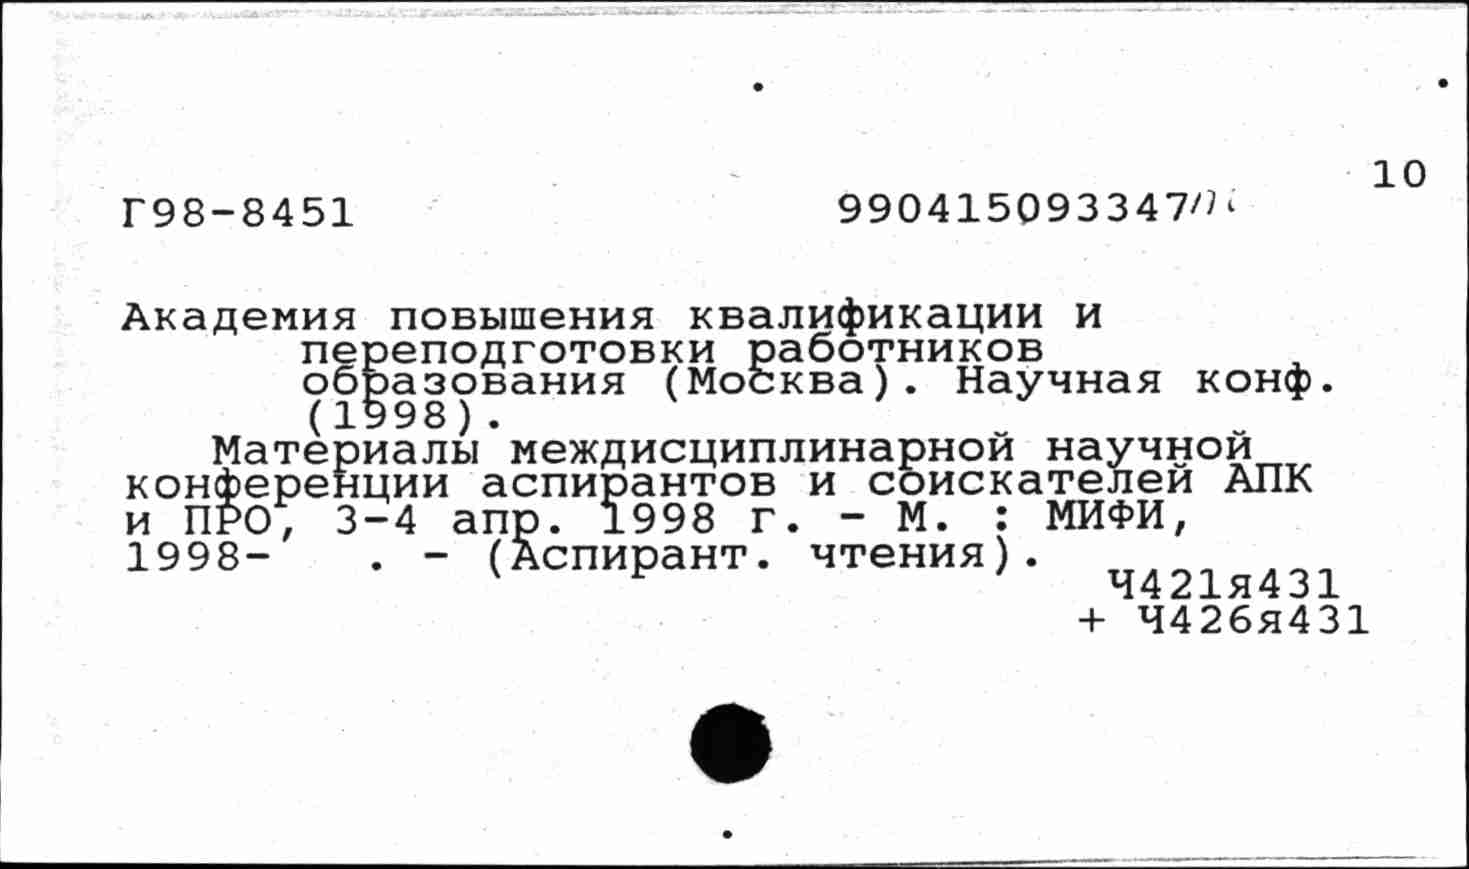 10
Г98-8451 990415093347
Академия повышения квалификации и
переподготовки работников
образования (Москва). Научная конф.
(1998).
Материалы междисциплинарной научной
конференции аспирантов и соискателей АПК
и ПРО, 3-4 апр. 1998 г. - М. : МИФИ,
1998- . - (Аспирант. чтения).
Ч421я431
+ Ч426я431